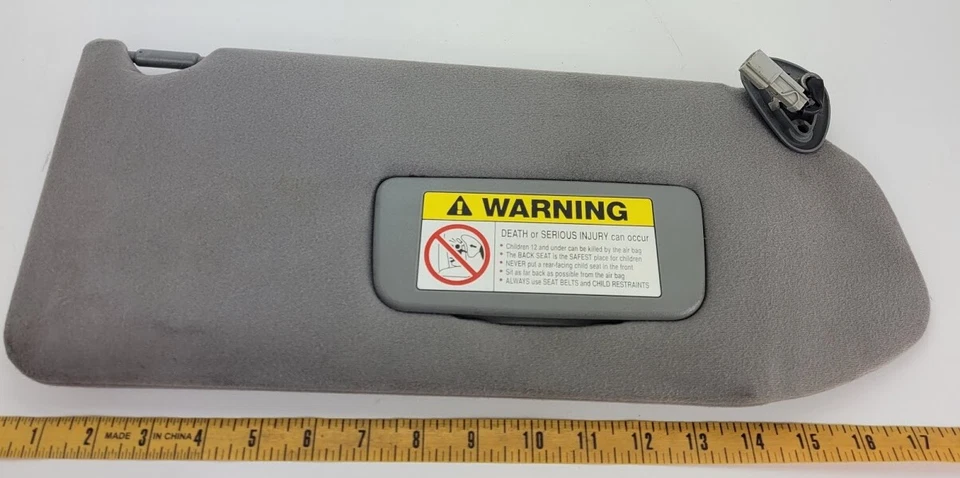 WARNING
DEATH or SERIOUS INJURY can occur
• Children 12 and under can be killed by the air bag
• The BACK SEAT is the SAFEST place for children
• NEVER put a rear-facing child seat in the front
• Sit as far back as possible from the air bag
• ALWAYS use SEAT BELTS and CHILD RESTRAINTS
1 2 MADE 3 IN CHINA 4 5 6 7 8 9 10 11 12 13 14 15 16 17